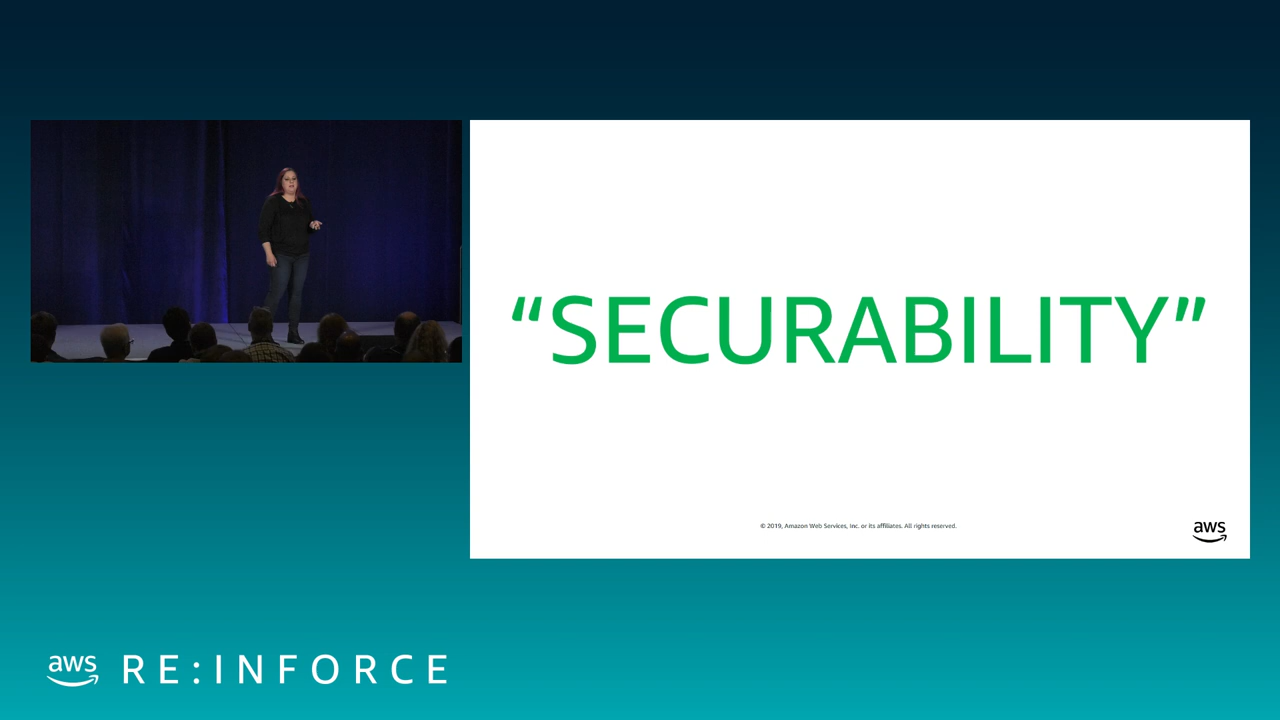 “SECURABILITY”
© 2019, Amazon Web Services, Inc. or its affiliates. All rights reserved.
aws
aws RE:INFORCE